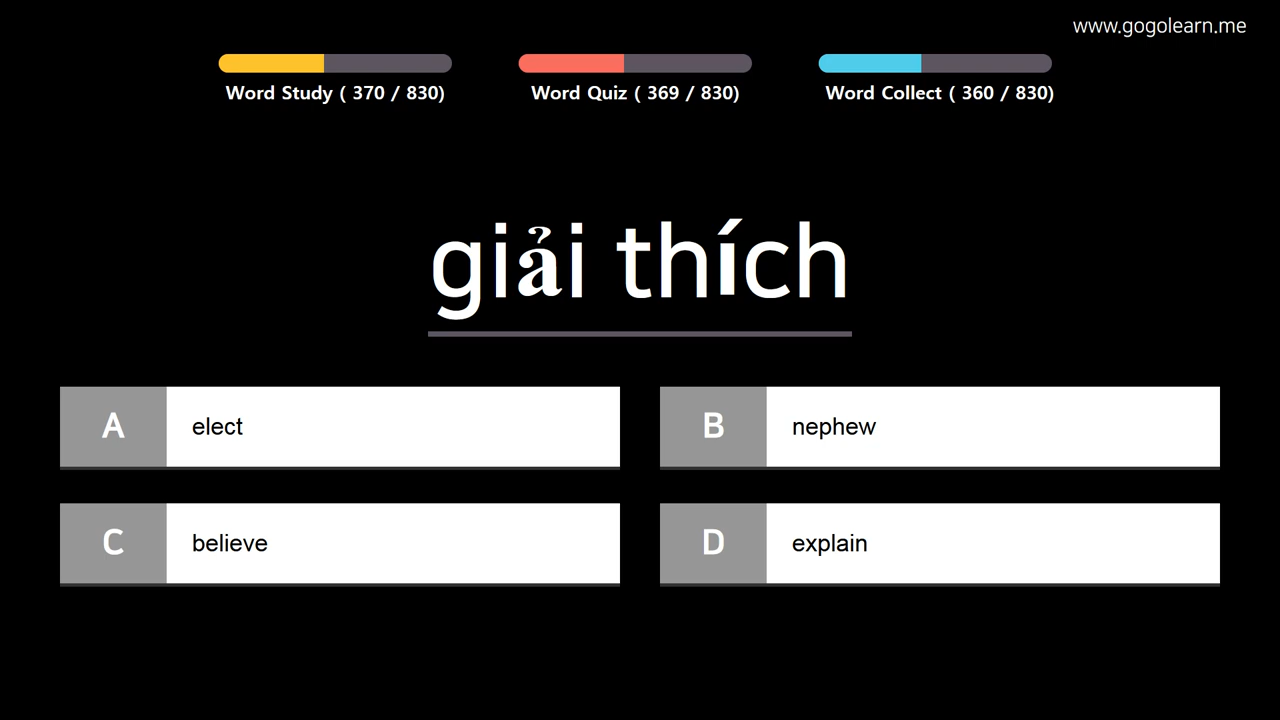 www.gogolearn.me
Word Study ( 370 / 830)
Word Quiz ( 369 / 830)
Word Collect ( 360 / 830)
giải thích
A
elect
B
nephew
C
believe
D
explain